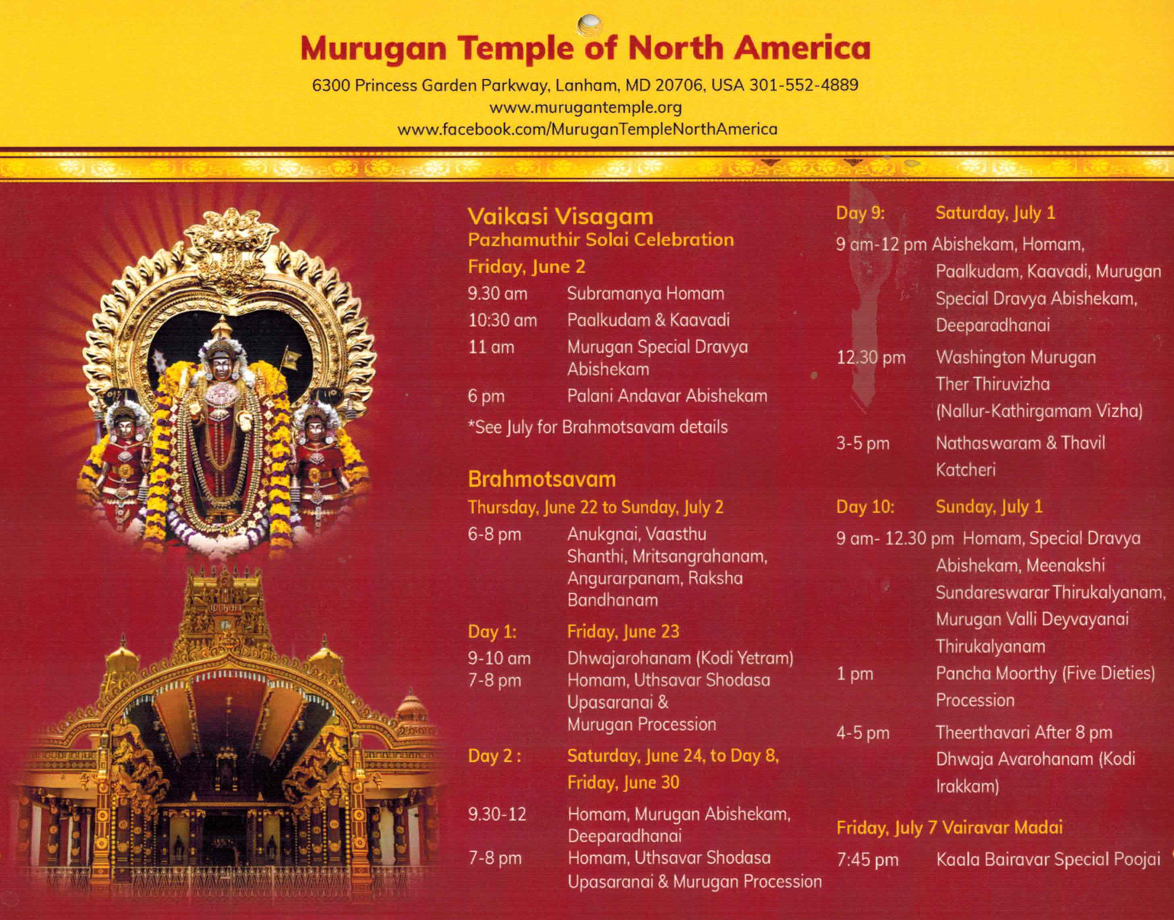 Murugan Temple of North America
6300 Princess Garden Parkway, Lanham, MD 20706, USA 301-552-4889
www.murugantemple.org
www.facebook.com/MuruganTempleNorthAmerica
Vaikasi Visagam
Pazhamuthir Solai Celebration
Friday, June 2
9.30 am Subramanya Homam
10:30 am Paalkudam & Kaavadi
11 am Murugan Special Dravya
Abishekam
6 pm Palani Andavar Abishekam
*See July for Brahmotsavam details
Brahmotsavam
Thursday, June 22 to Sunday, July 2
6-8 pm Anukgnai, Vaasthu
Shanthi, Mritsangrahanam,
Angurarpanam, Raksha
Bandhanam
Day 1: Friday, June 23
9-10 am Dhwajarohanam (Kodi Yetram)
7-8 pm Homam, Uthsavar Shodasa
Upasaranai &
Murugan Procession
Day 2 : Saturday, June 24, to Day 8,
Friday, June 30
9.30-12 Homam, Murugan Abishekam,
Deeparadhanai
7-8 pm Homam, Uthsavar Shodasa
Upasaranai & Murugan Procession
Day 9: Saturday, July 1
9 am-12 pm Abishekam, Homam,
Paalkudam, Kaavadi, Murugan
Special Dravya Abishekam,
Deeparadhanai
12.30 pm Washington Murugan
Ther Thiruvizha
(Nallur-Kathirgamam Vizha)
3-5 pm Nathaswaram & Thavil
Katcheri
Day 10: Sunday, July 1
9 am- 12.30 pm Homam, Special Dravya
Abishekam, Meenakshi
Sundareswarar Thirukalyanam,
Murugan Valli Deyvayanai
Thirukalyanam
1 pm Pancha Moorthy (Five Dieties)
Procession
4-5 pm Theerthavari After 8 pm
Dhwaja Avarohanam (Kodi
Irakkam)
Friday, July 7 Vairavar Madai
7:45 pm Kaala Bairavar Special Poojai